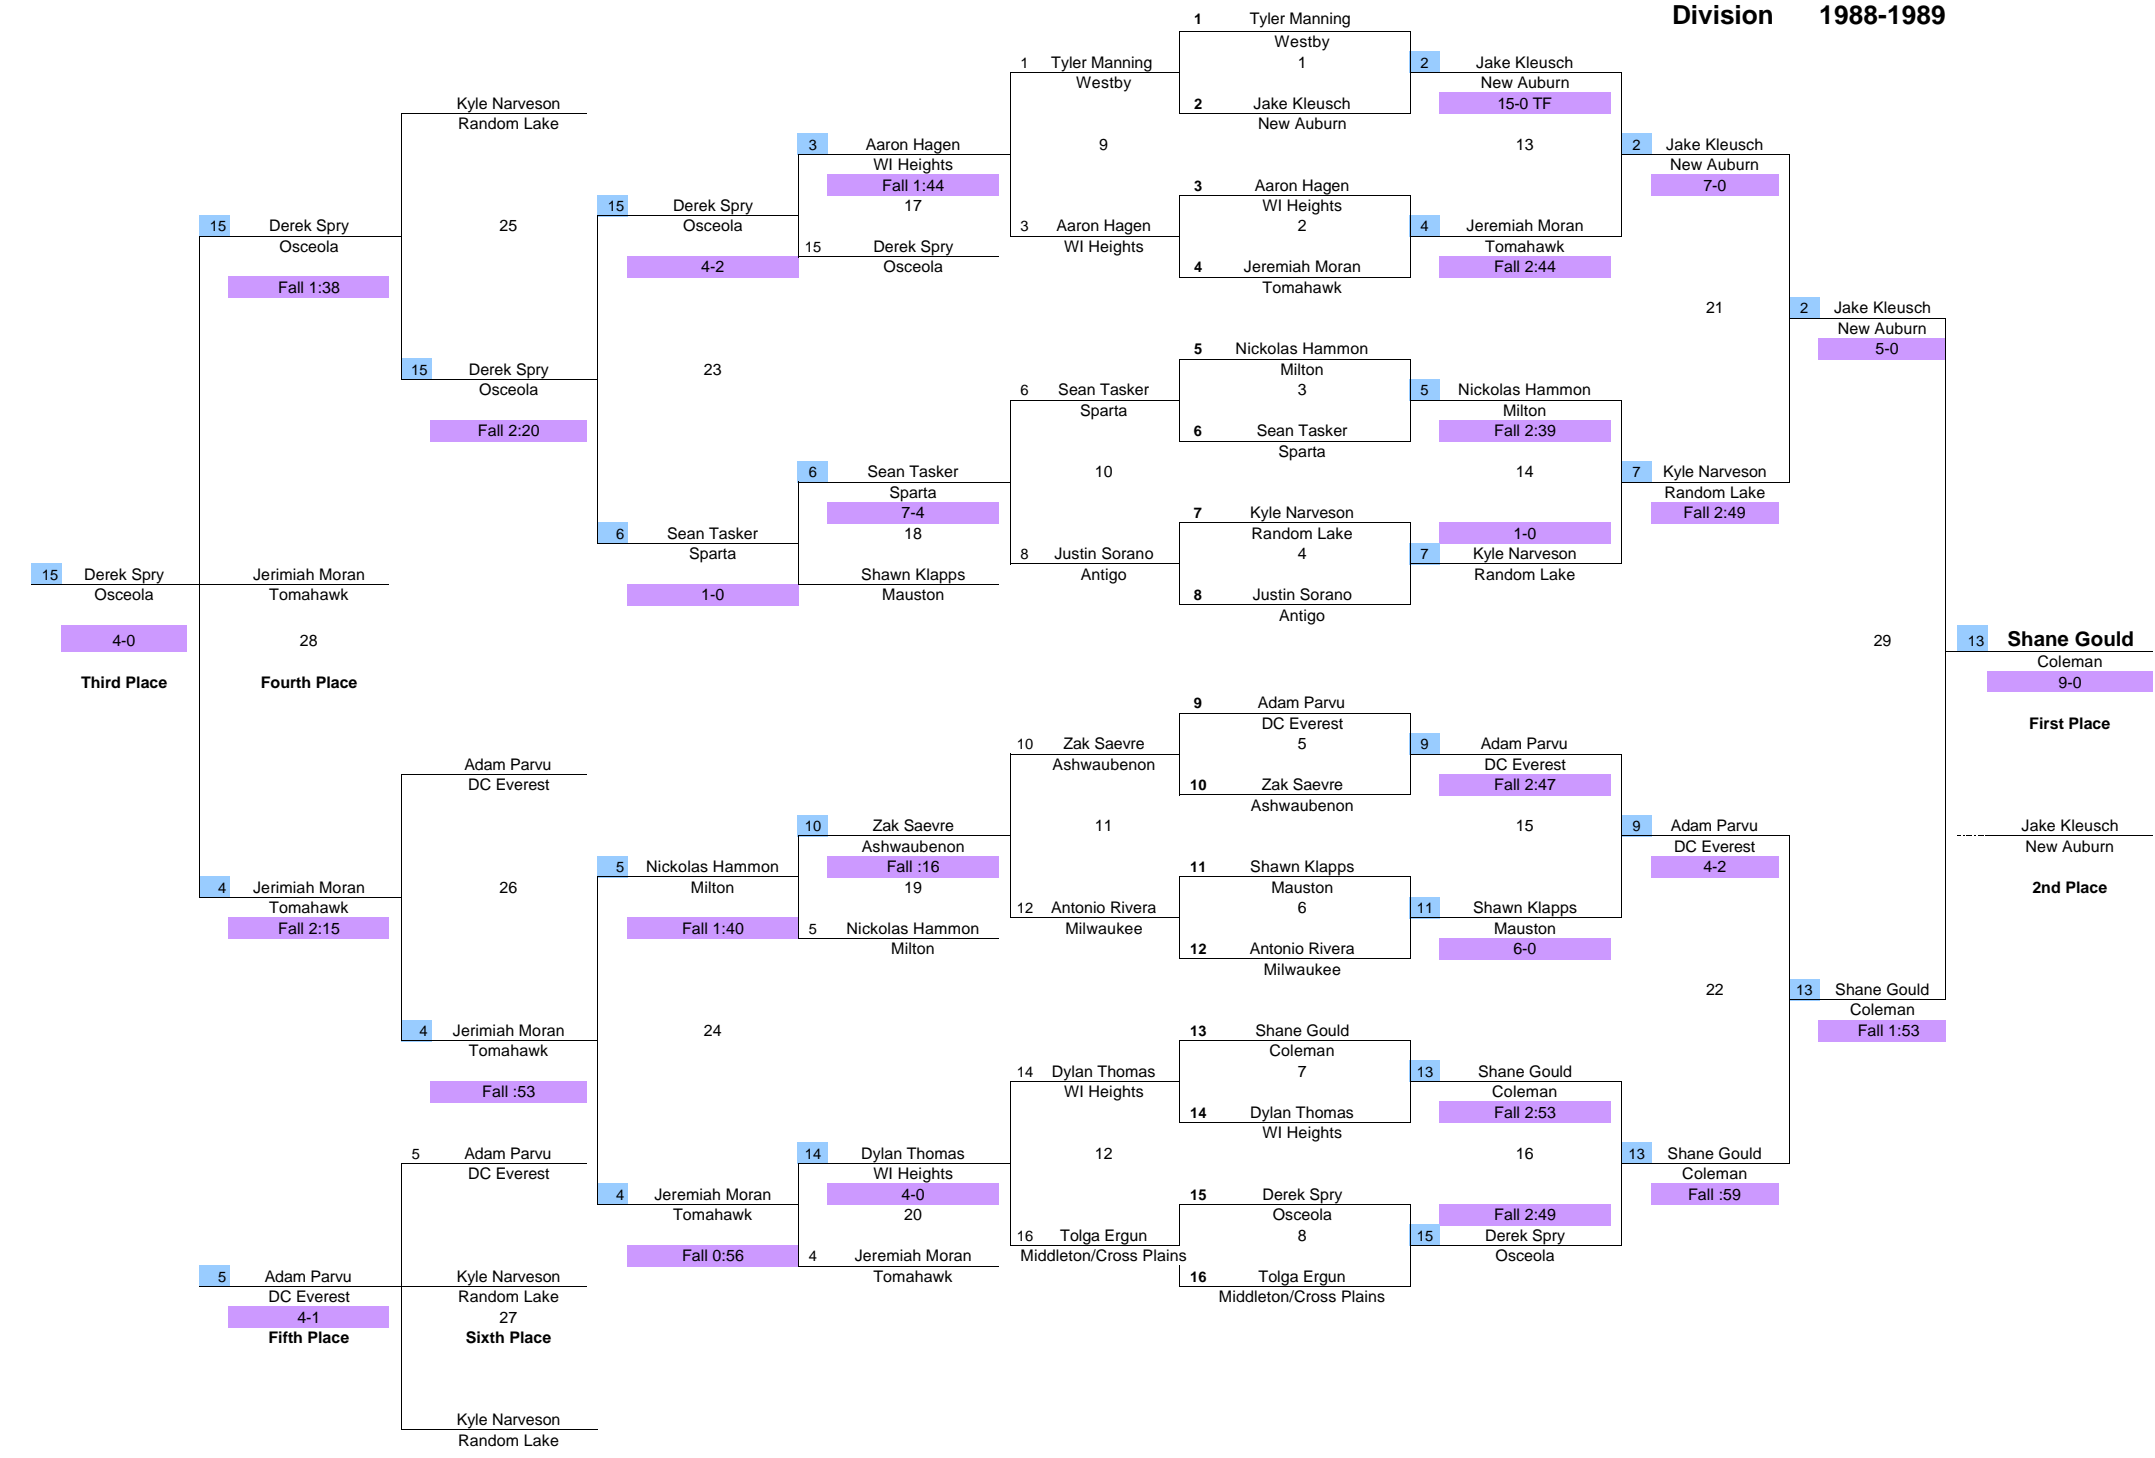 Division 1988-1989
1 Tyler Manning
Westby
1 Tyler Manning 1 2 Jake Kleusch
Westby New Auburn
Kyle Narveson 2 Jake Kleusch 15-0 TF
Random Lake New Auburn
3 Aaron Hagen 9 13 2 Jake Kleusch
WI Heights New Auburn
Fall 1:44 3 Aaron Hagen 7-0
15 Derek Spry 17 WI Heights
15 Derek Spry 25 Osceola 3 Aaron Hagen 2 4 Jeremiah Moran
Osceola 15 Derek Spry WI Heights Tomahawk
4-2 Osceola 4 Jeremiah Moran Fall 2:44
Fall 1:38 Tomahawk
21 2 Jake Kleusch
New Auburn
5 Nickolas Hammon 5-0
15 Derek Spry 23 Milton
Osceola 6 Sean Tasker 3 5 Nickolas Hammon
Sparta Milton
Fall 2:20 6 Sean Tasker Fall 2:39
Sparta
6 Sean Tasker 10 14 7 Kyle Narveson
Sparta Random Lake
7-4 7 Kyle Narveson Fall 2:49
6 Sean Tasker 18 Random Lake 1-0
Sparta 8 Justin Sorano 4 7 Kyle Narveson
15 Derek Spry Jerimiah Moran Shawn Klapps Antigo Random Lake
Osceola Tomahawk 1-0 Mauston 8 Justin Sorano
Antigo
4-0 28 29 13 Shane Gould
Coleman
Third Place Fourth Place 9-0
9 Adam Parvu
DC Everest First Place
10 Zak Saevre 5 9 Adam Parvu
Adam Parvu Ashwaubenon DC Everest
DC Everest 10 Zak Saevre Fall 2:47
Ashwaubenon
10 Zak Saevre 11 15 9 Adam Parvu Jake Kleusch
Ashwaubenon DC Everest New Auburn
5 Nickolas Hammon Fall :16 11 Shawn Klapps 4-2
4 Jerimiah Moran 26 Milton 19 Mauston 2nd Place
Tomahawk 12 Antonio Rivera 6 11 Shawn Klapps
Fall 2:15 Fall 1:40 5 Nickolas Hammon Milwaukee Mauston
Milton 12 Antonio Rivera 6-0
Milwaukee
22 13 Shane Gould
Coleman
4 Jerimiah Moran 24 13 Shane Gould Fall 1:53
Tomahawk Coleman
14 Dylan Thomas 7 13 Shane Gould
Fall :53 WI Heights Coleman
14 Dylan Thomas Fall 2:53
WI Heights
5 Adam Parvu 14 Dylan Thomas 12 16 13 Shane Gould
DC Everest WI Heights Coleman
4 Jeremiah Moran 4-0 15 Derek Spry Fall :59
Tomahawk 20 Osceola Fall 2:49
16 Tolga Ergun 8 15 Derek Spry
Fall 0:56 4 Jeremiah Moran Middleton/Cross Plains Osceola
5 Adam Parvu Kyle Narveson Tomahawk 16 Tolga Ergun
DC Everest Random Lake Middleton/Cross Plains
4-1 27
Fifth Place Sixth Place
Kyle Narveson
Random Lake